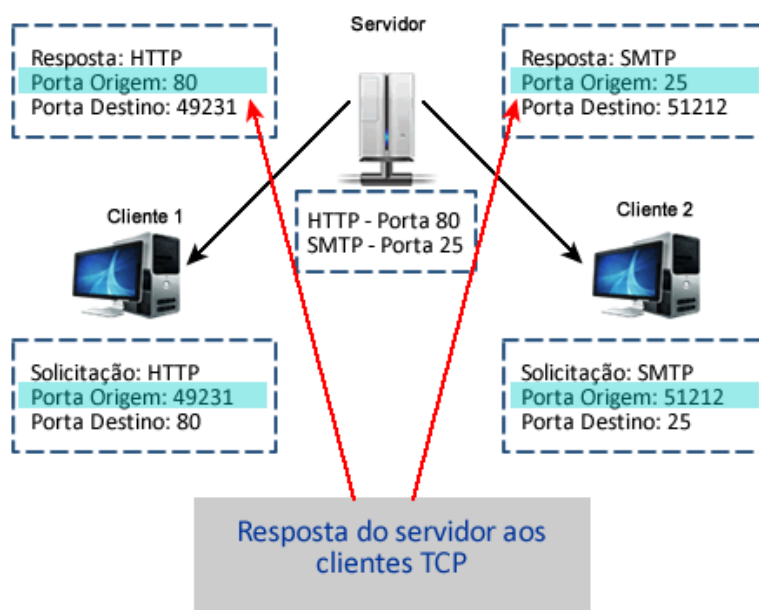 Servidor
Resposta: HTTP
Porta Origem: 80
Porta Destino: 49231
Resposta: SMTP
Porta Origem: 25
Porta Destino: 51212
HTTP - Porta 80
SMTP - Porta 25
Cliente 1
Cliente 2
Solicitação: HTTP
Porta Origem: 49231
Porta Destino: 80
Solicitação: SMTP
Porta Origem: 51212
Porta Destino: 25
Resposta do servidor aos
clientes TCP